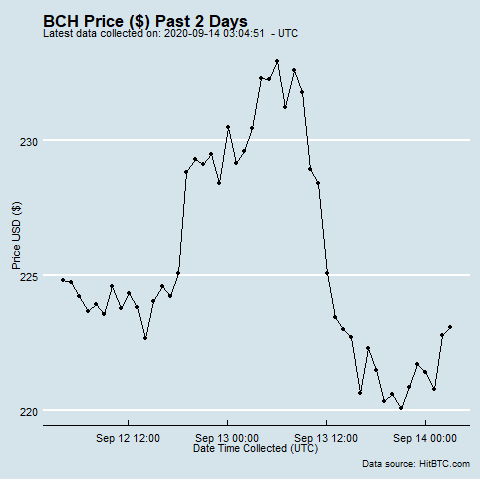 BCH Price ($) Past 2 Days
Latest data collected on: 2020-09-14 03:04:51  - UTC
Price USD ($)
230
225
220
Sep 12 12:00 Sep 13 00:00 Sep 13 12:00 Sep 14 00:00
Date Time Collected (UTC)
Data source: HitBTC.com